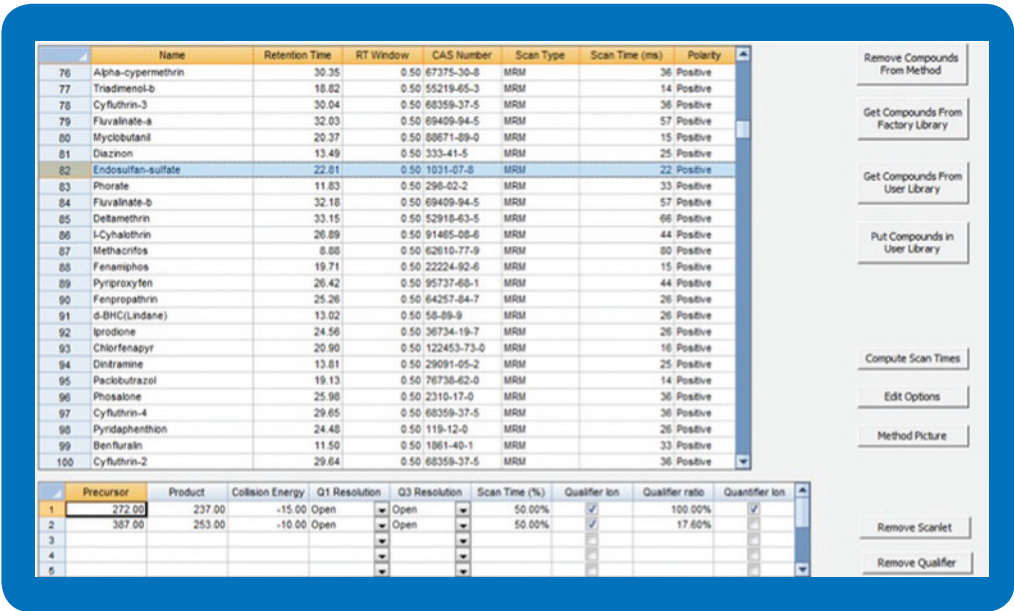 Name Retention Time RT Window CAS Number Scan Type Scan Time (ms) Polarity
76 Alpha-cypermethrin 30.35 0.50 67375-30-8 MRM 36 Positive
77 Triadimenol-b 18.82 0.50 55219-65-3 MRM 14 Positive
78 Cyfluthrin-3 30.04 0.50 68359-37-5 MRM 36 Positive
79 Fluvalinate-a 32.03 0.50 69409-94-5 MRM 57 Positive
80 Myclobutanil 20.37 0.50 88671-89-0 MRM 15 Positive
81 Diazinon 13.49 0.50 333-41-5 MRM 25 Positive
82 Endosulfan-sulfate 22.81 0.50 1031-07-8 MRM 22 Positive
83 Phorate 11.83 0.50 298-02-2 MRM 33 Positive
84 Fluvalinate-b 32.18 0.50 69409-94-5 MRM 57 Positive
85 Deltamethrin 33.15 0.50 52918-63-5 MRM 66 Positive
86 l-Cyhalothrin 26.89 0.50 91465-08-6 MRM 44 Positive
87 Methacrifos 8.88 0.50 62610-77-9 MRM 80 Positive
88 Fenamiphos 19.71 0.50 22224-92-6 MRM 15 Positive
89 Pyriproxyfen 26.42 0.50 95737-68-1 MRM 44 Positive
90 Fenpropathrin 25.26 0.50 64257-84-7 MRM 26 Positive
91 d-BHC(Lindane) 13.02 0.50 58-89-9 MRM 26 Positive
92 Iprodione 24.56 0.50 36734-19-7 MRM 26 Positive
93 Chlorfenapyr 20.90 0.50 122453-73-0 MRM 16 Positive
94 Dinitramine 13.81 0.50 29091-05-2 MRM 25 Positive
95 Paclobutrazol 19.13 0.50 76738-62-0 MRM 14 Positive
96 Phosalone 25.98 0.50 2310-17-0 MRM 36 Positive
97 Cyfluthrin-4 29.65 0.50 68359-37-5 MRM 36 Positive
98 Pyridaphenthion 24.48 0.50 119-12-0 MRM 26 Positive
99 Benfluralin 11.50 0.50 1861-40-1 MRM 33 Positive
100 Cyfluthrin-2 29.64 0.50 68359-37-5 MRM 36 Positive
Remove Compounds
From Method
Get Compounds From
Factory Library
Get Compounds From
User Library
Put Compounds in
User Library
Compute Scan Times
Edit Options
Method Picture
Precursor Product Collision Energy Q1 Resolution Q3 Resolution Scan Time (%) Qualifier Ion Qualifier ratio Quantifier Ion
1 272.00 237.00 -15.00 Open Open 50.00% 100.00%
2 387.00 253.00 -10.00 Open Open 50.00% 17.60%
3
4
5
Remove Scanlet
Remove Qualifier